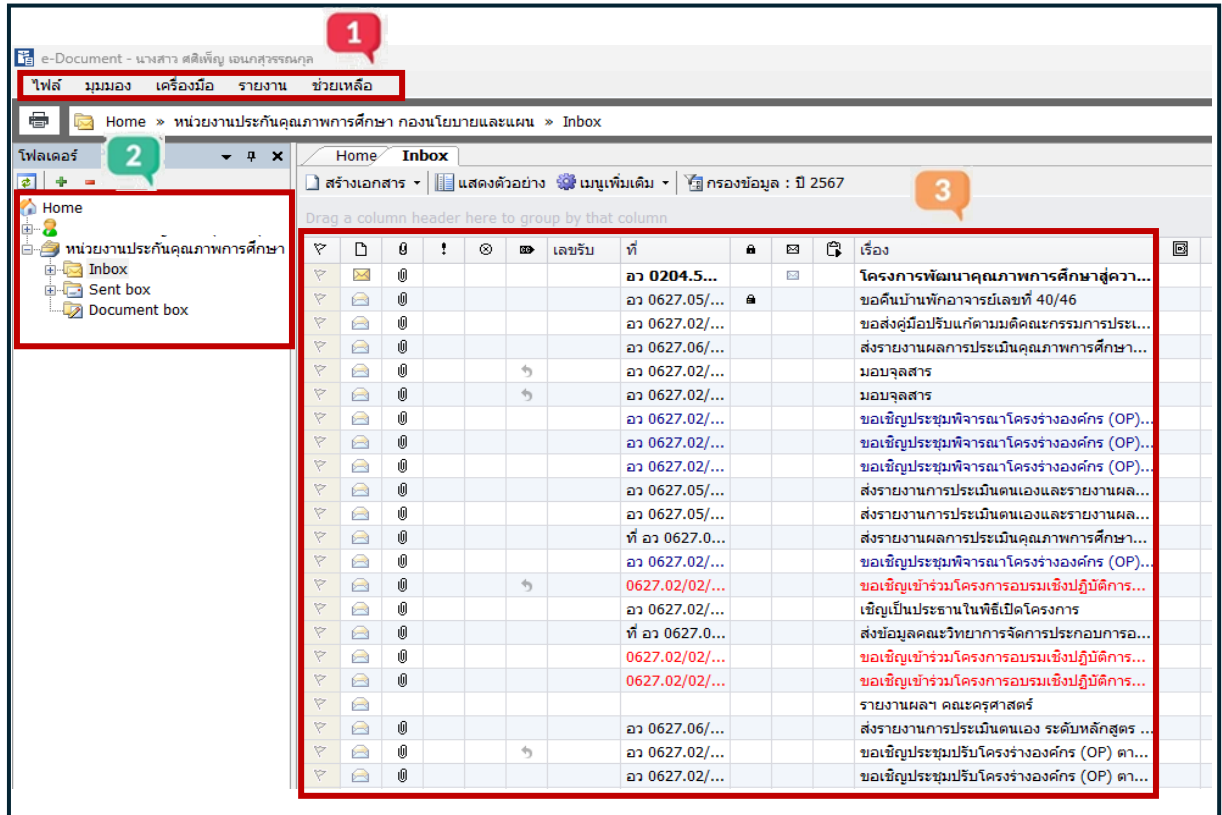 1
e-Document - นางสาว ศศิเพ็ญ เอนกสุวรรณกุล
ไฟล์ มุมมอง เครื่องมือ รายงาน ช่วยเหลือ
Home » หน่วยงานประกันคุณภาพการศึกษา กองนโยบายและแผน » Inbox
โฟลเดอร์
2
Home
หน่วยงานประกันคุณภาพการศึกษา
Inbox
Sent box
Document box
Home Inbox
สร้างเอกสาร แสดงตัวอย่าง เมนูเพิ่มเติม กรองข้อมูล : ปี 2567
3
Drag a column header here to group by that column
เลขรับ ที่ เรื่อง
อว 0204.5... โครงการพัฒนาคุณภาพการศึกษาสู่ควา...
อว 0627.05/... ขอคืนบ้านพักอาจารย์เลขที่ 40/46
อว 0627.02/... ขอส่งคู่มือปรับแก้ตามมติคณะกรรมการประเ...
อว 0627.06/... ส่งรายงานผลการประเมินคุณภาพการศึกษา...
อว 0627.02/... มอบจุลสาร
อว 0627.02/... มอบจุลสาร
อว 0627.02/... ขอเชิญประชุมพิจารณาโครงร่างองค์กร (OP)...
อว 0627.02/... ขอเชิญประชุมพิจารณาโครงร่างองค์กร (OP)...
อว 0627.02/... ขอเชิญประชุมพิจารณาโครงร่างองค์กร (OP)...
อว 0627.05/... ส่งรายงานการประเมินตนเองและรายงานผล...
อว 0627.05/... ส่งรายงานการประเมินตนเองและรายงานผล...
ที่ อว 0627.0... ส่งรายงานผลการประเมินคุณภาพการศึกษา...
อว 0627.02/... ขอเชิญประชุมพิจารณาโครงร่างองค์กร (OP)...
0627.02/02/... ขอเชิญเข้าร่วมโครงการอบรมเชิงปฏิบัติการ...
อว 0627.02/... เชิญเป็นประธานในพิธีเปิดโครงการ
ที่ อว 0627.0... ส่งข้อมูลคณะวิทยาการจัดการประกอบการอ...
0627.02/02/... ขอเชิญเข้าร่วมโครงการอบรมเชิงปฏิบัติการ...
0627.02/02/... ขอเชิญเข้าร่วมโครงการอบรมเชิงปฏิบัติการ...
รายงานผลฯ คณะครุศาสตร์
อว 0627.06/... ส่งรายงานการประเมินตนเอง ระดับหลักสูตร ...
อว 0627.02/... ขอเชิญประชุมปรับโครงร่างองค์กร (OP) ตา...
อว 0627.02/... ขอเชิญประชุมปรับโครงร่างองค์กร (OP) ตา...